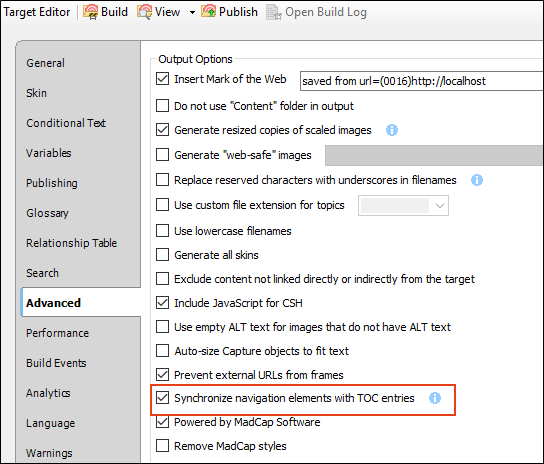 Target Editor Build View Publish Open Build Log
General
Skin
Conditional Text
Variables
Publishing
Glossary
Relationship Table
Search
Advanced
Performance
Build Events
Analytics
Language
Warnings
Output Options
Insert Mark of the Web saved from url=(0016)http://localhost
Do not use "Content" folder in output
Generate resized copies of scaled images
Generate "web-safe" images
Replace reserved characters with underscores in filenames
Use custom file extension for topics
Use lowercase filenames
Generate all skins
Exclude content not linked directly or indirectly from the target
Include JavaScript for CSH
Use empty ALT text for images that do not have ALT text
Auto-size Capture objects to fit text
Prevent external URLs from frames
Synchronize navigation elements with TOC entries
Powered by MadCap Software
Remove MadCap styles